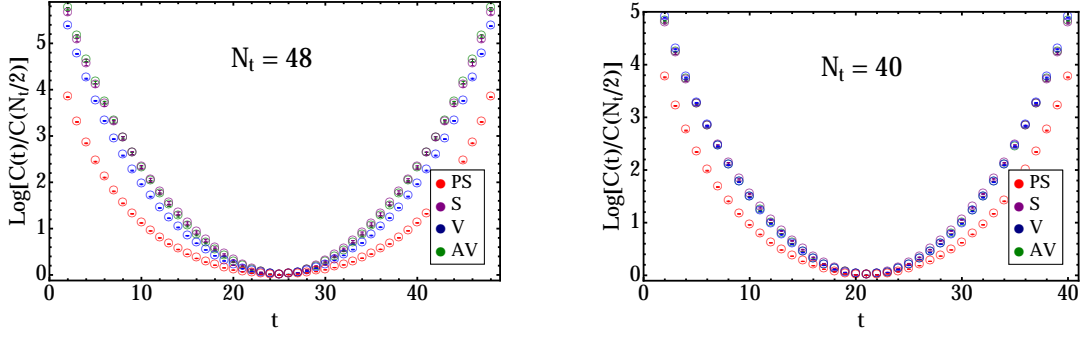 Log[C(t)/C(N_t/2)]
5
4
3
2
1
0
N_t = 48
PS
S
V
AV
0 10 20 30 40
t
Log[C(t)/C(N_t/2)]
5
4
3
2
1
0
N_t = 40
PS
S
V
AV
0 10 20 30 40
t